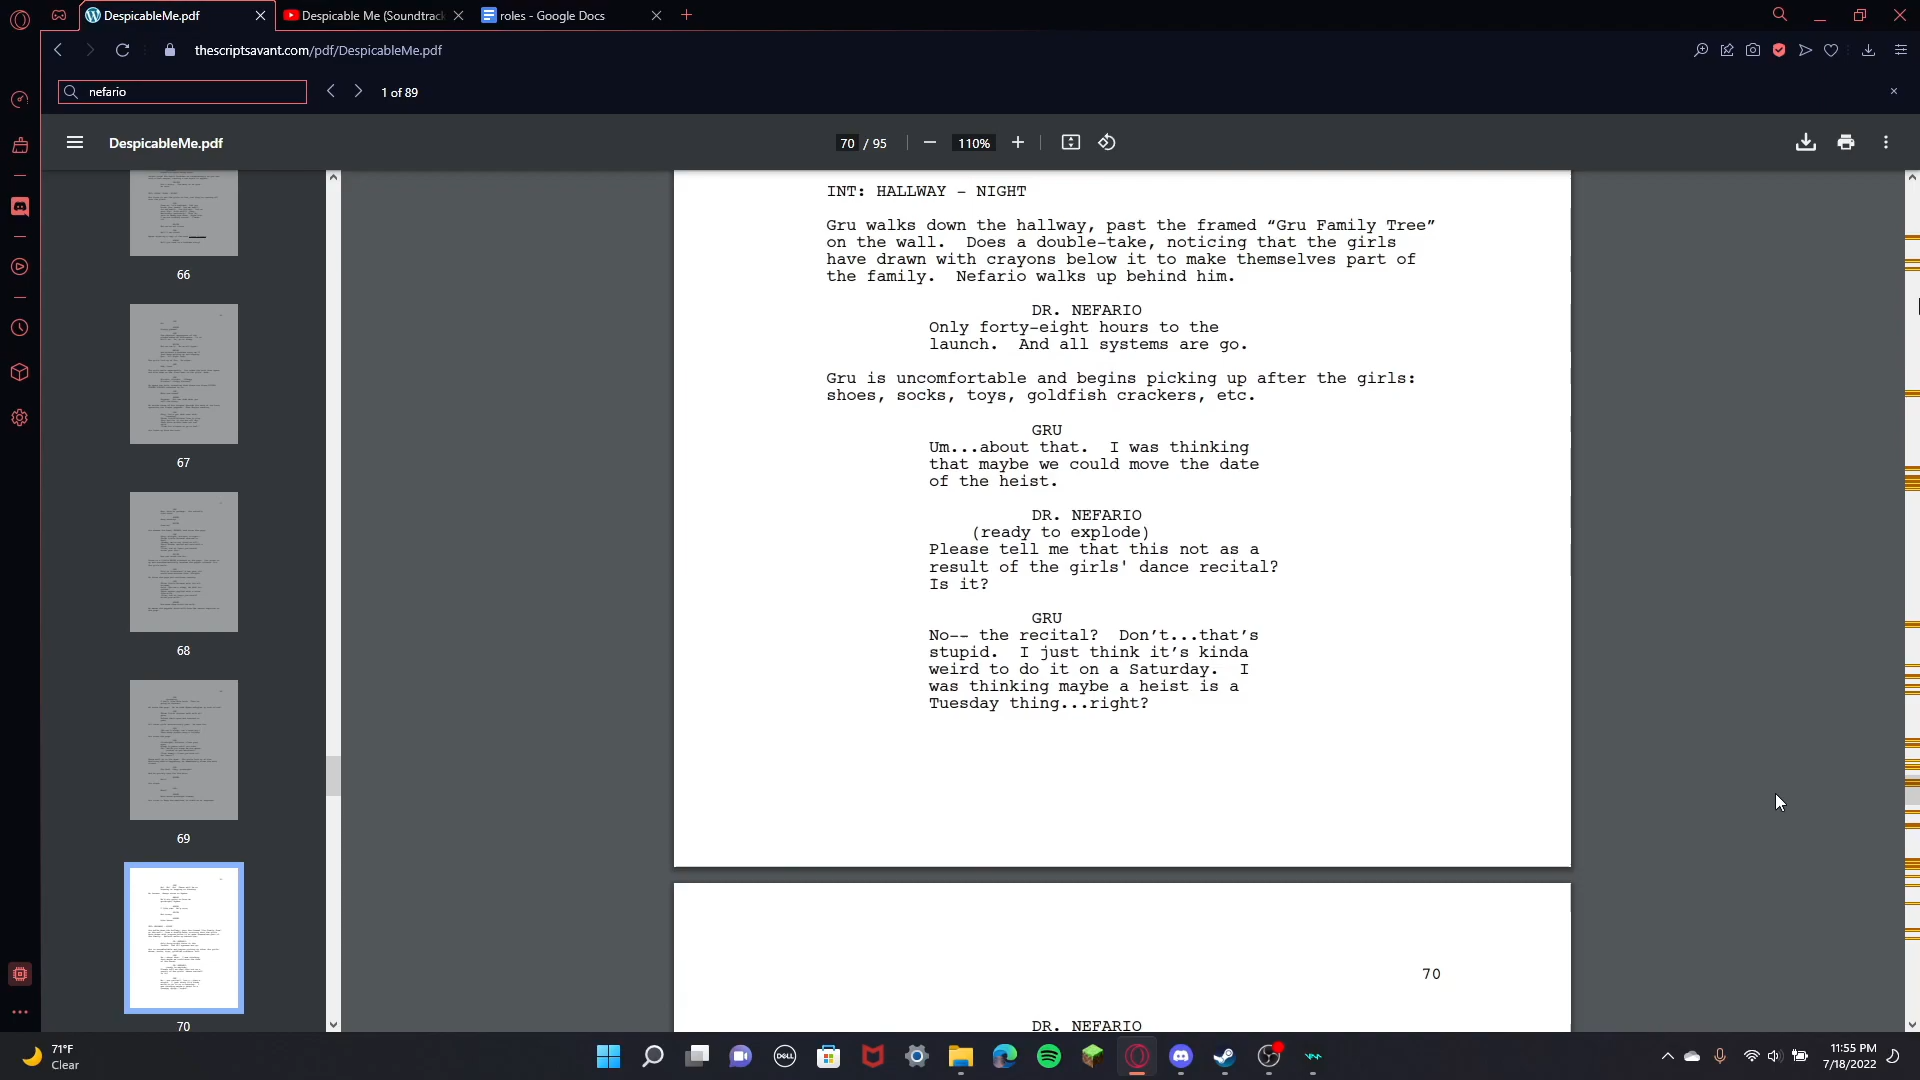 DespicableMe.pdf
Despicable Me (Soundtrac
roles - Google Docs
thescriptsavant.com/pdf/DespicableMe.pdf
nefario
1 of 89
DespicableMe.pdf
70 / 95
110%
66
67
68
69
70
INT: HALLWAY - NIGHT
Gru walks down the hallway, past the framed “Gru Family Tree”
on the wall. Does a double-take, noticing that the girls
have drawn with crayons below it to make themselves part of
the family. Nefario walks up behind him.
DR. NEFARIO
Only forty-eight hours to the
launch. And all systems are go.
Gru is uncomfortable and begins picking up after the girls:
shoes, socks, toys, goldfish crackers, etc.
GRU
Um...about that. I was thinking
that maybe we could move the date
of the heist.
DR. NEFARIO
(ready to explode)
Please tell me that this not as a
result of the girls' dance recital?
Is it?
GRU
No-- the recital? Don’t...that’s
stupid. I just think it’s kinda
weird to do it on a Saturday. I
was thinking maybe a heist is a
Tuesday thing...right?
70
DR. NEFARIO
71°F
Clear
DELL
11:55 PM
7/18/2022